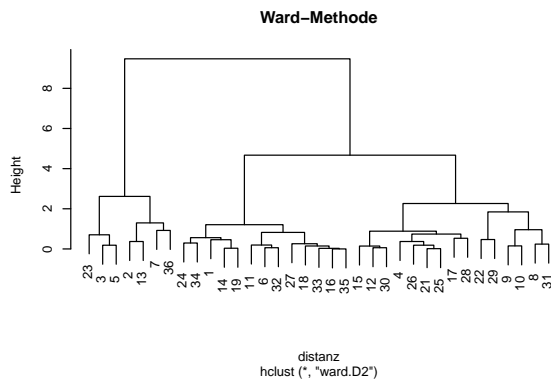 Ward−Methode
Height
0 2 4 6 8
23 3 5 2 13 7 36 24 34 1 14 19 11 6 32 27 18 33 16 35 15 12 30 4 26 21 25 17 28 22 29 9 10 8 31
distanz
hclust (*, "ward.D2")